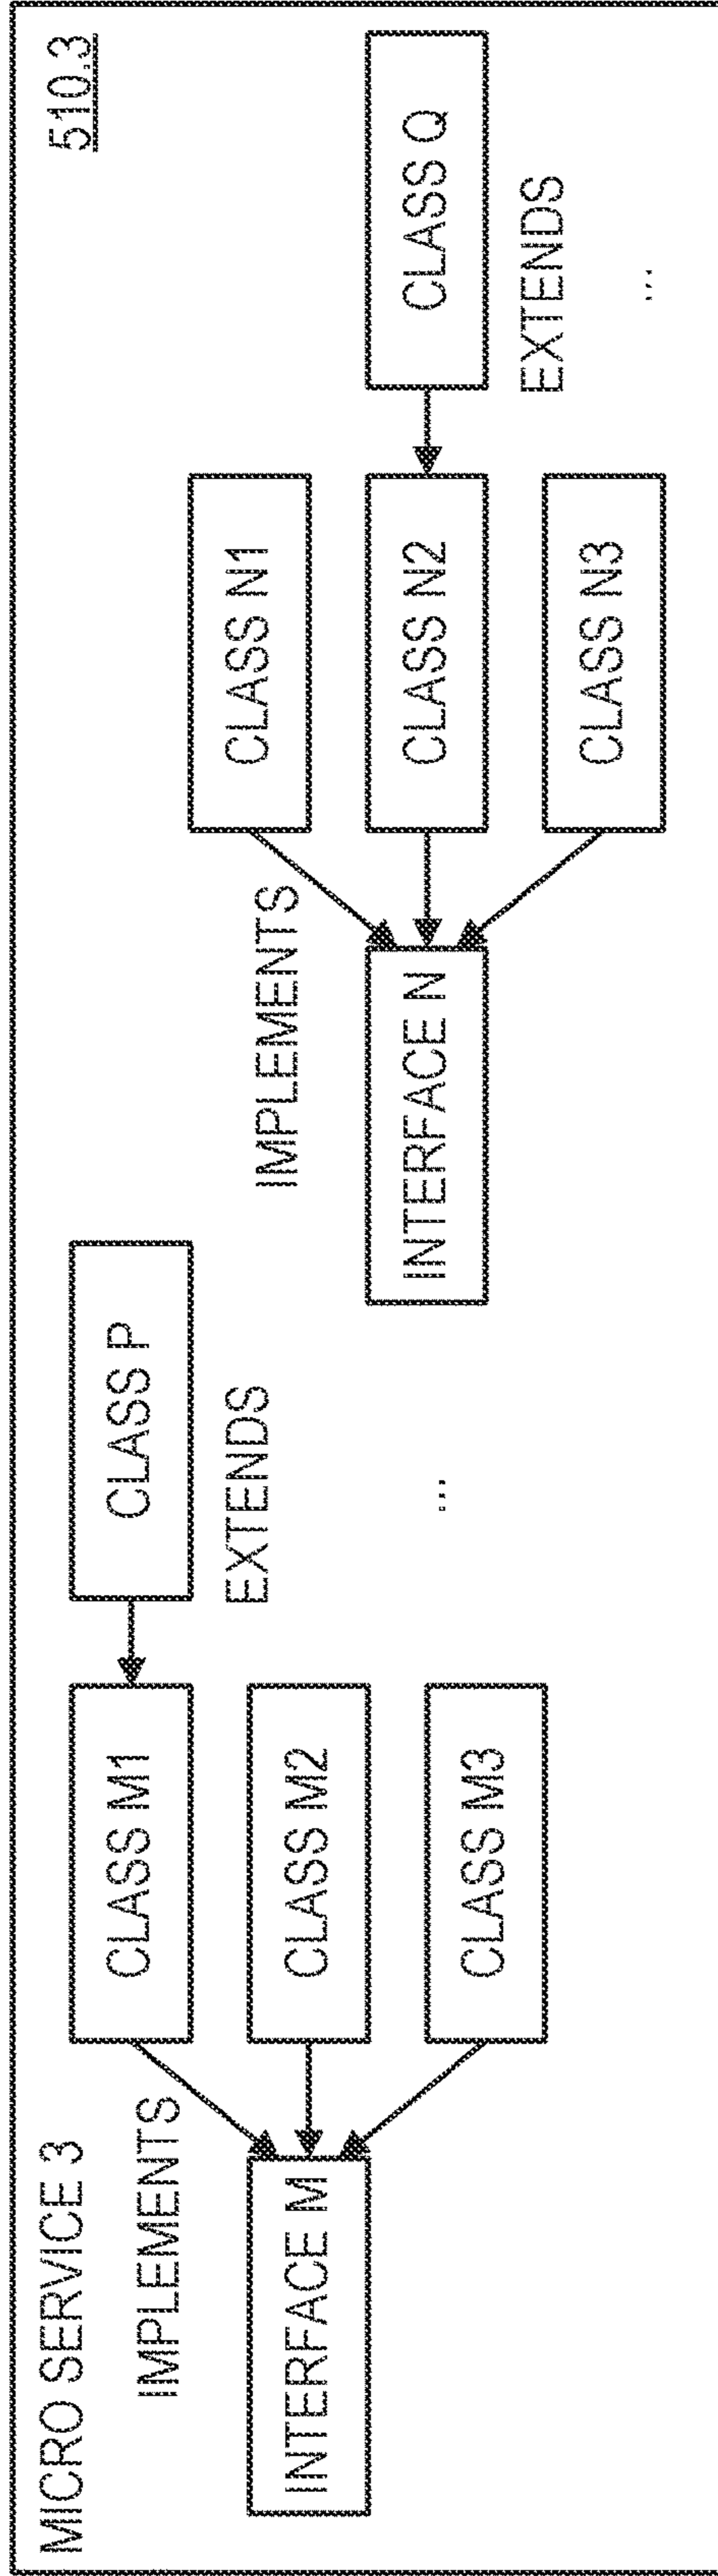 MICRO SERVICE 3
510.3
IMPLEMENTS
INTERFACE M
CLASS M1
CLASS M2
CLASS M3
CLASS P
EXTENDS
...
IMPLEMENTS
INTERFACE N
CLASS N1
CLASS N2
CLASS N3
CLASS Q
EXTENDS
...